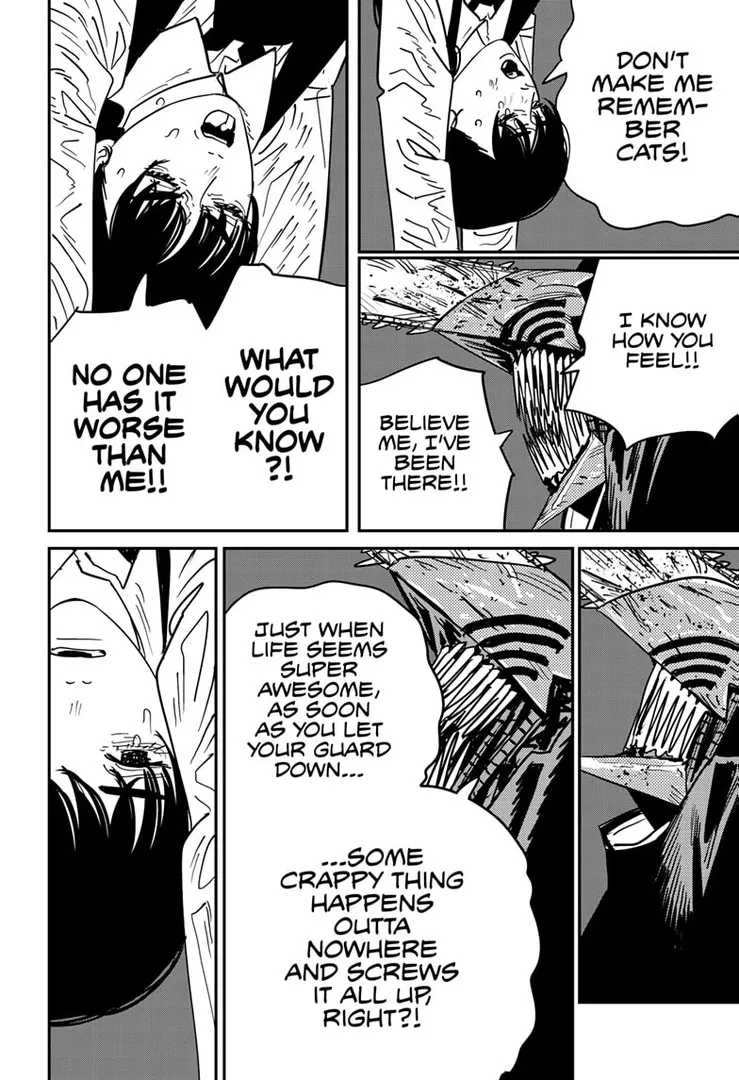 DON'T
MAKE ME
REMEM-
BER
CATS!
I KNOW
HOW YOU
FEEL!!
BELIEVE
ME, I'VE
BEEN
THERE!!
WHAT
WOULD
YOU
KNOW
?!
NO ONE
HAS IT
WORSE
THAN
ME!!
JUST WHEN
LIFE SEEMS
SUPER
AWESOME,
AS SOON
AS YOU LET
YOUR GUARD
DOWN...
...SOME
CRAPPY THING
HAPPENS
OUTTA
NOWHERE
AND SCREWS
IT ALL UP,
RIGHT?!